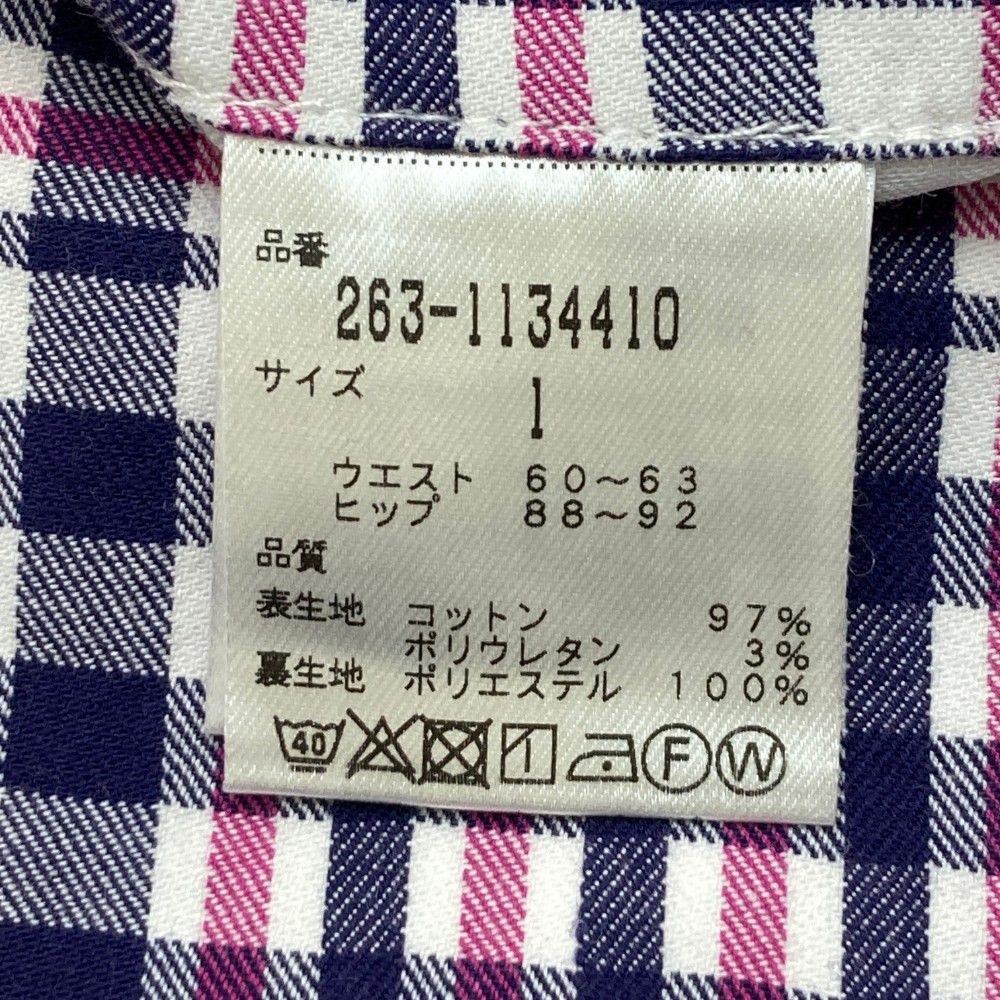 品番
263-1134410
サイズ
1
ウエスト 60～63
ヒップ 88～92
品質
表生地 コットン 97%
ポリウレタン 3%
裏生地 ポリエステル 100%
40 F W